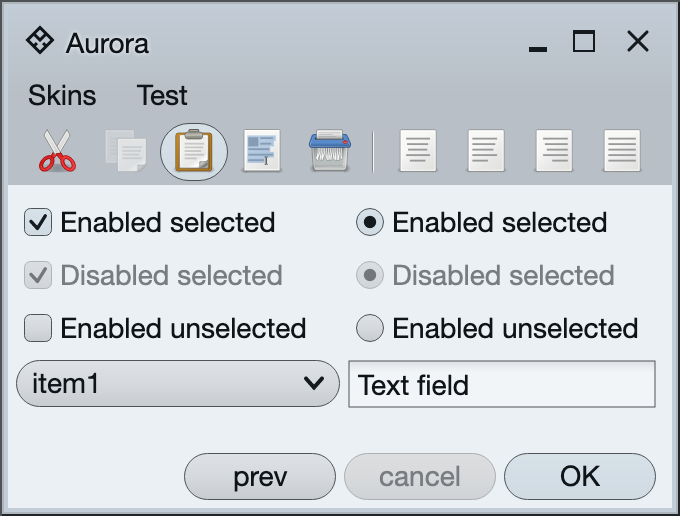 Aurora
Skins Test
Enabled selected Enabled selected
Disabled selected Disabled selected
Enabled unselected Enabled unselected
item1 Text field
prev cancel OK